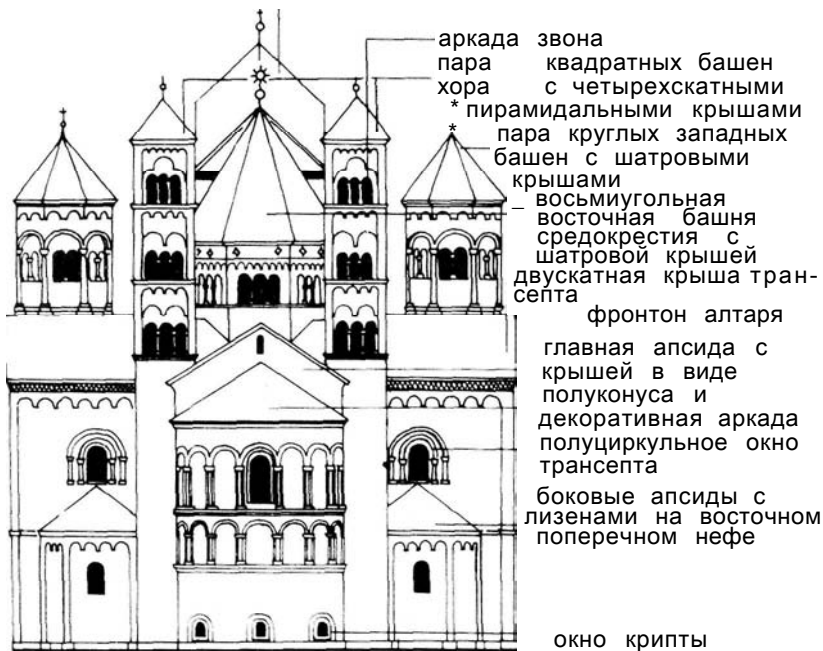 аркада звона
пара квадратных башен
хора с четырехскатными
* пирамидальными крышами
* пара круглых западных
башен с шатровыми
крышами
_ восьмиугольная
восточная башня
средокрестия с
шатровой крышей
двускатная крыша тран-
септа
фронтон алтаря
главная апсида с
крышей в виде
полуконуса и
декоративная аркада
полуциркульное окно
трансепта
боковые апсиды с
лизенами на восточном
поперечном нефе
окно крипты